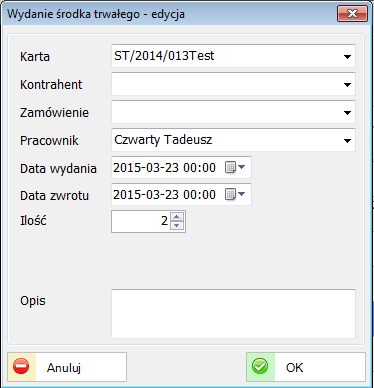 Wydanie środka trwałego - edycja
Karta ST/2014/013Test
Kontrahent
Zamówienie
Pracownik Czwarty Tadeusz
Data wydania 2015-03-23 00:00
Data zwrotu 2015-03-23 00:00
Ilość 2
Opis
Anuluj OK